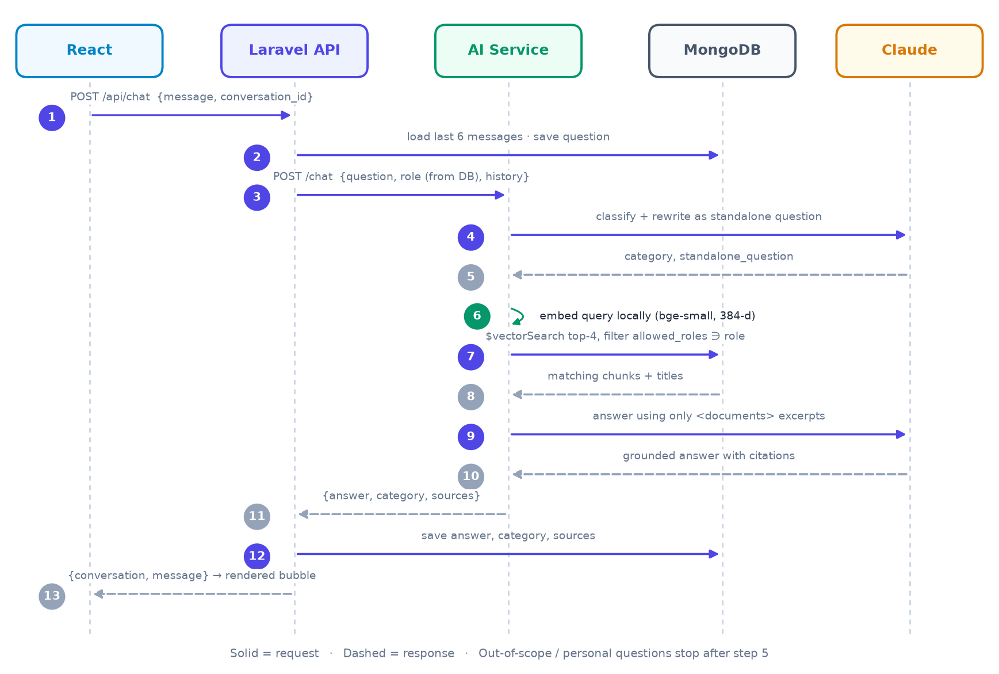 React
Laravel API
AI Service
MongoDB
Claude
POST /api/chat  {message, conversation_id}
1
load last 6 messages · save question
2
POST /chat  {question, role (from DB), history}
3
classify + rewrite as standalone question
4
category, standalone_question
5
6
embed query locally (bge-small, 384-d)
$vectorSearch top-4, filter allowed_roles ∋ role
7
matching chunks + titles
8
answer using only <documents> excerpts
9
grounded answer with citations
10
{answer, category, sources}
11
save answer, category, sources
12
{conversation, message} → rendered bubble
13
Solid = request   ·   Dashed = response   ·   Out-of-scope / personal questions stop after step 5